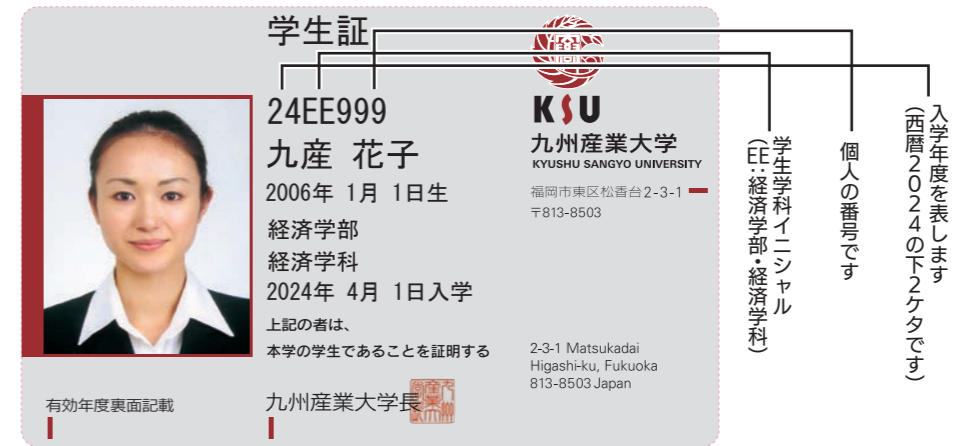 学生証
24EE999
九産 花子
2006年 1月 1日生
経済学部
経済学科
2024年 4月 1日入学
上記の者は、
本学の学生であることを証明する
九州産業大学長
有効年度裏面記載
KSU
九州産業大学
KYUSHU SANGYO UNIVERSITY
福岡市東区松香台2-3-1
〒813-8503
2-3-1 Matsukadai
Higashi-ku, Fukuoka
813-8503 Japan
入学年度を表します
(西暦2024の下2ケタです)
個人の番号です
学生学科イニシャル
(EE:経済学部・経済学科)